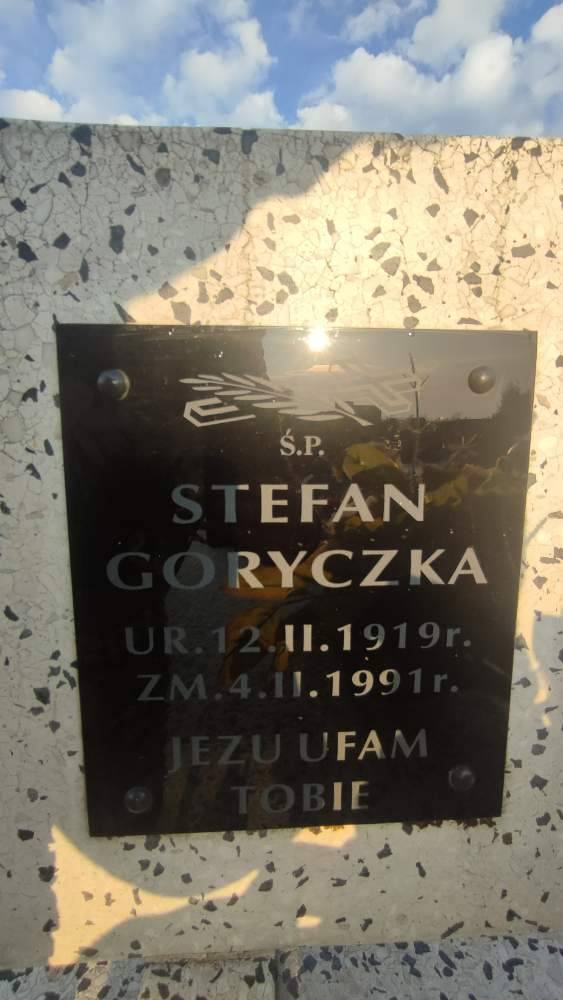 Ś.P.
STEFAN
GORYCZKA
UR.12.II.1919r.
ZM.4.II.1991r.
JEZU UFAM
TOBIE